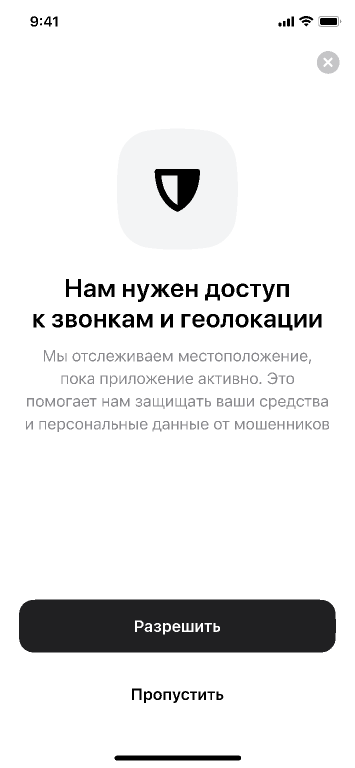 9:41
Нам нужен доступ
к звонкам и геолокации
Мы отслеживаем местоположение,
пока приложение активно. Это
помогает нам защищать ваши средства
и персональные данные от мошенников
Разрешить
Пропустить